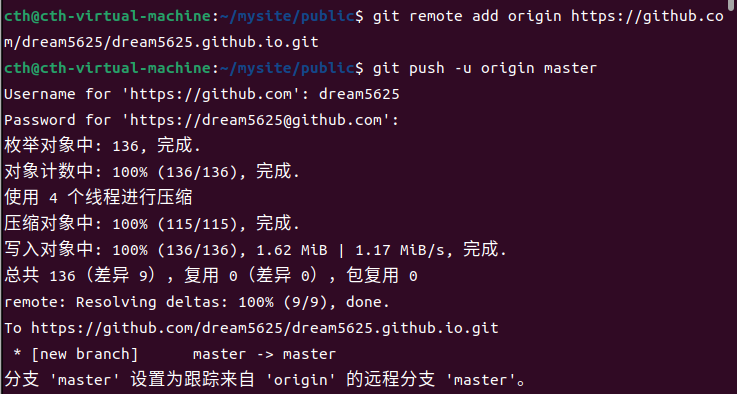 cth@cth-virtual-machine:~/mysite/public$ git remote add origin https://github.co
m/dream5625/dream5625.github.io.git
cth@cth-virtual-machine:~/mysite/public$ git push -u origin master
Username for 'https://github.com': dream5625
Password for 'https://dream5625@github.com':
枚举对象中: 136, 完成.
对象计数中: 100% (136/136), 完成.
使用 4 个线程进行压缩
压缩对象中: 100% (115/115), 完成.
写入对象中: 100% (136/136), 1.62 MiB | 1.17 MiB/s, 完成.
总共 136（差异 9），复用 0（差异 0），包复用 0
remote: Resolving deltas: 100% (9/9), done.
To https://github.com/dream5625/dream5625.github.io.git
 * [new branch]      master -> master
分支 'master' 设置为跟踪来自 'origin' 的远程分支 'master'。